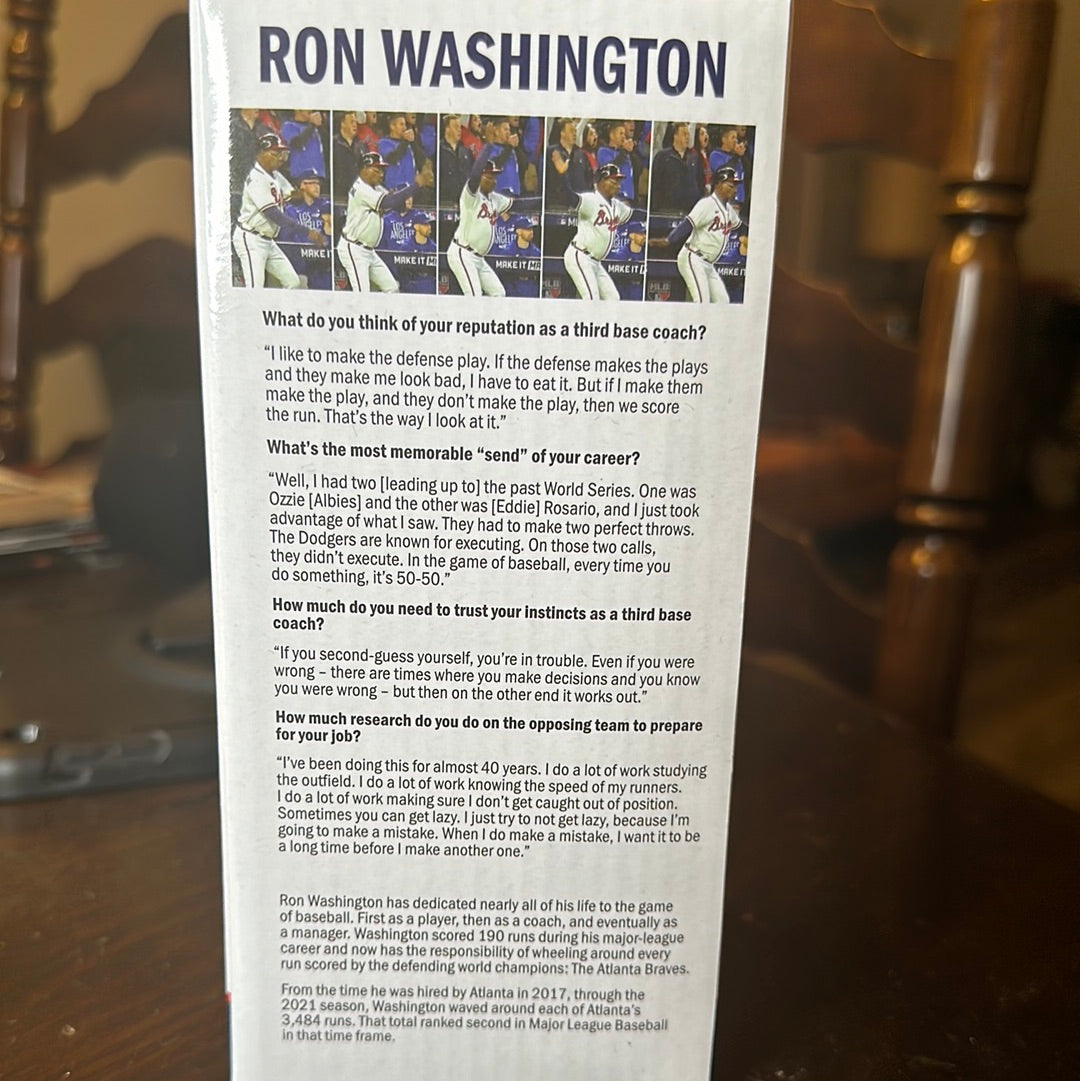 RON WASHINGTON
LOS ANGELES
MAKE IT
MAKE IT
MAKE IT
MAKE IT
MAKE IT
What do you think of your reputation as a third base coach?
“I like to make the defense play. If the defense makes the plays
and they make me look bad, I have to eat it. But if I make them
make the play, and they don’t make the play, then we score
the run. That’s the way I look at it.”
What’s the most memorable “send” of your career?
“Well, I had two [leading up to] the past World Series. One was
Ozzie [Albies] and the other was [Eddie] Rosario, and I just took
advantage of what I saw. They had to make two perfect throws.
The Dodgers are known for executing. On those two calls,
they didn’t execute. In the game of baseball, every time you
do something, it’s 50-50.”
How much do you need to trust your instincts as a third base
coach?
“If you second-guess yourself, you’re in trouble. Even if you were
wrong – there are times where you make decisions and you know
you were wrong – but then on the other end it works out.”
How much research do you do on the opposing team to prepare
for your job?
“I’ve been doing this for almost 40 years. I do a lot of work studying
the outfield. I do a lot of work knowing the speed of my runners.
I do a lot of work making sure I don’t get caught out of position.
Sometimes you can get lazy. I just try to not get lazy, because I’m
going to make a mistake. When I do make a mistake, I want it to be
a long time before I make another one.”
Ron Washington has dedicated nearly all of his life to the game
of baseball. First as a player, then as a coach, and eventually as
a manager. Washington scored 190 runs during his major-league
career and now has the responsibility of wheeling around every
run scored by the defending world champions: The Atlanta Braves.
From the time he was hired by Atlanta in 2017, through the
2021 season, Washington waved around each of Atlanta’s
3,484 runs. That total ranked second in Major League Baseball
in that time frame.